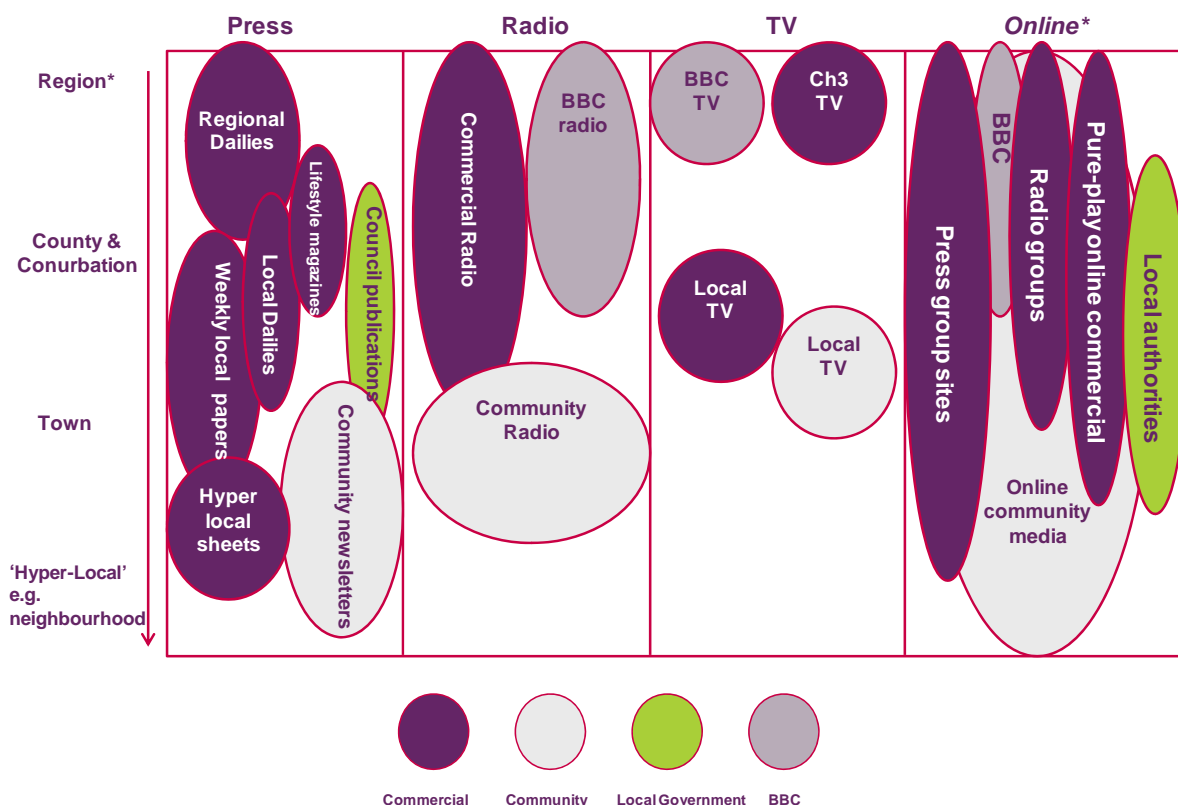 Press
Radio
TV
Online*
Region*
County &
Conurbation
Town
‘Hyper-Local’
e.g.
neighbourhood
Regional
Dailies
Lifestyle magazines
Council publications
Local Dailies
Weekly local papers
Hyper
local
sheets
Community newsletters
Commercial Radio
BBC
radio
Community
Radio
BBC
TV
Ch3
TV
Local
TV
Local
TV
Press group sites
BBC
Radio groups
Pure-play online commercial
Local authorities
Online
community
media
Commercial
Community
Local Government
BBC